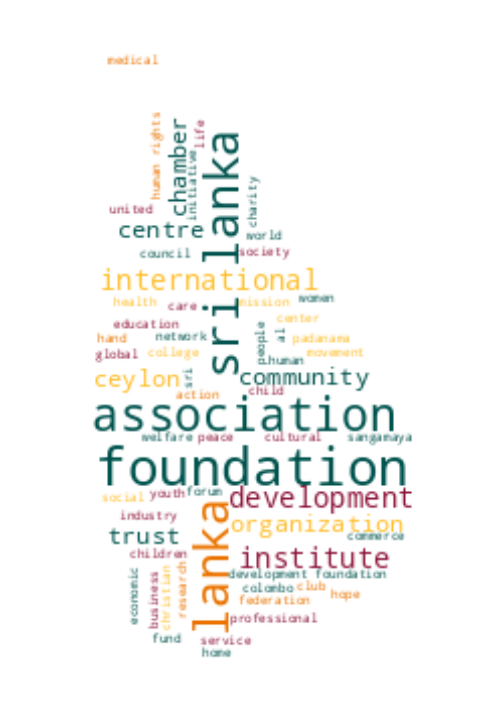 medical
human rights
chamber
initiative
life
sri lanka
charity
united
centre
world
council
society
international
health
care
mission
women
education
center
hand
network
people
al
padanama
global
college
human
movement
ceylon
sri
community
action
child
association
welfare
peace
cultural
sangamaya
foundation
social
youth
forum
development
industry
lanka
organization
trust
commerce
children
institute
economic
business
christian
research
development foundation
colombo
club
hope
federation
professional
fund
service
home